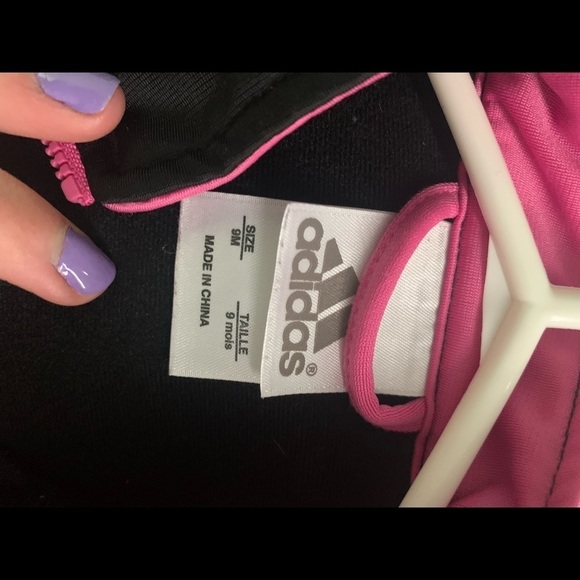 adidas®
SIZE
9M
TAILLE
9 mois
MADE IN CHINA